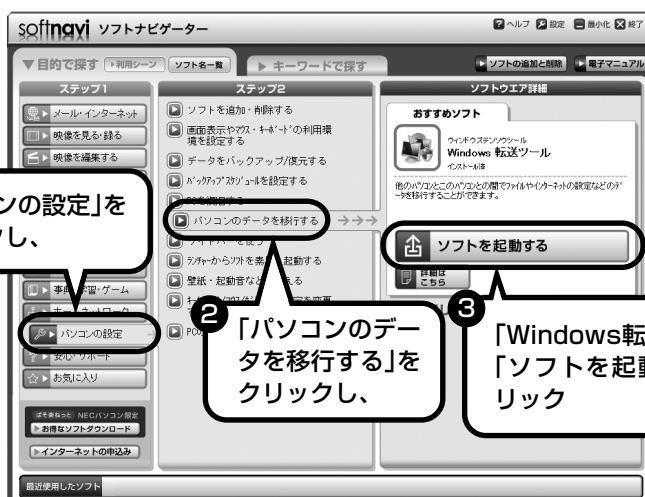 softnavi ソフトナビゲーター
ヘルプ 設定 最小化 終了
▼目的で探す ▶利用シーン ソフト名一覧 ▶ キーワードで探す
▶ ソフトの追加と削除 ▶ 電子マニュアル
ステップ1
メール・インターネット
映像を見る・録る
映像を編集する
ンの設定」を
し、
事典・学習・ゲーム
パソコンの設定
安心・サポート
お気に入り
ぱそ楽ねっと NECパソコン限定
▶お得なソフトダウンロード
▶インターネットの申込み
ステップ2
ソフトを追加・削除する
画面表示やマウス・キーボードの利用環
境を設定する
データをバックアップ/復元する
バックアップスケジュールを設定する
パソコンのデータを移行する
ランチャーからソフトを素 起動する
壁紙・起動音な える
2
「パソコンのデー
タを移行する」を
クリックし、
ソフトウエア詳細
おすすめソフト
ウィンドウズテンソウツール
Windows 転送ツール
インストール済
他のパソコンとこのパソコンとの間でファイルやインターネットの設定などのデ
ータを移行することができます。
ソフトを起動する
詳細は
こちら
3
「Windows転
「ソフトを起動
リック
最近使用したソフト